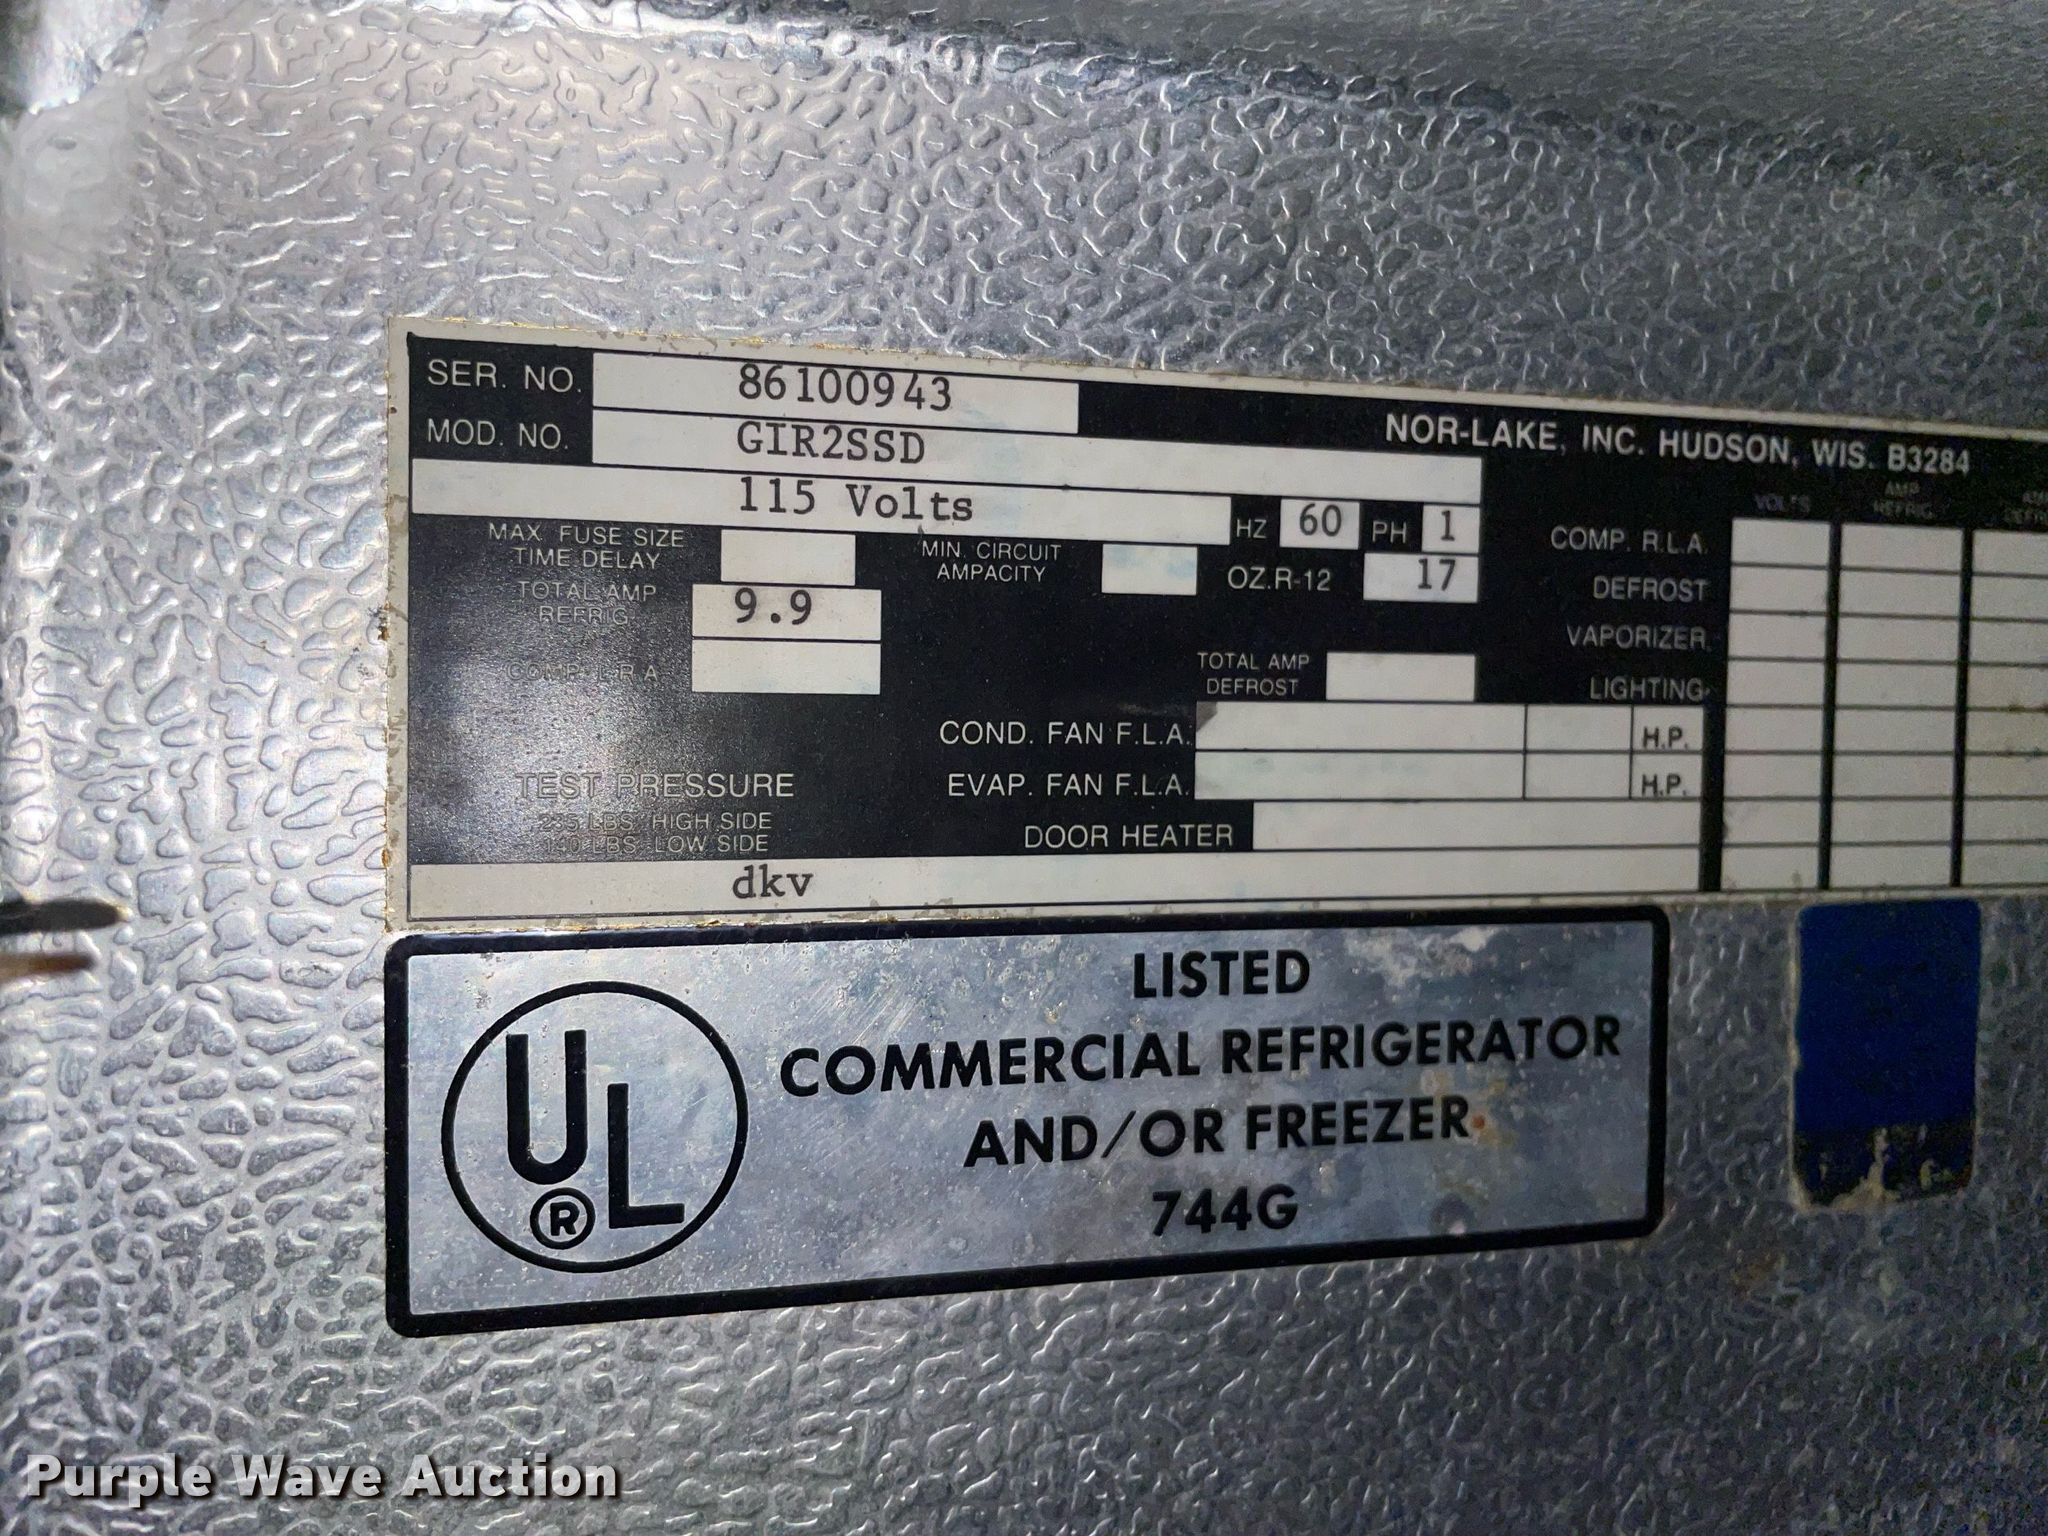 SER. NO. 86100943
MOD. NO. GIR2SSD
NOR-LAKE, INC. HUDSON, WIS. B3284
115 Volts HZ 60 PH 1
VOLTS AMP REFRIG.
MAX. FUSE SIZE TIME DELAY
MIN. CIRCUIT AMPACITY
OZ.R-12 17
COMP. R.L.A.
DEFROST
VAPORIZER
LIGHTING
TOTAL AMP REFRIG. 9.9
COMP. L.R.A.
TOTAL AMP DEFROST
COND. FAN F.L.A. H.P.
EVAP. FAN F.L.A. H.P.
DOOR HEATER
TEST PRESSURE
235 LBS HIGH SIDE
140 LBS LOW SIDE
dkv
UL
®
LISTED
COMMERCIAL REFRIGERATOR
AND/OR FREEZER
744G
Purple Wave Auction